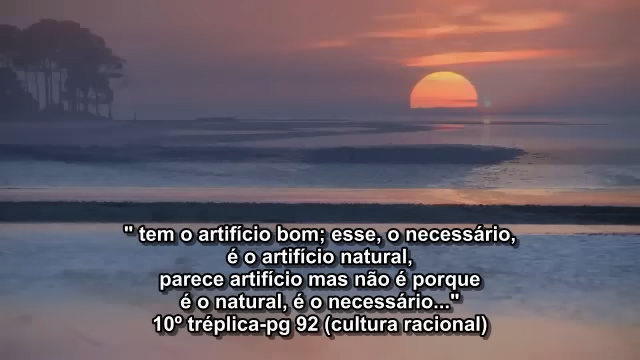 " tem o artifício bom; esse, o necessário,
é o artifício natural,
parece artifício mas não é porque
é o natural, é o necessário..."
10º tréplica-pg 92 (cultura racional)